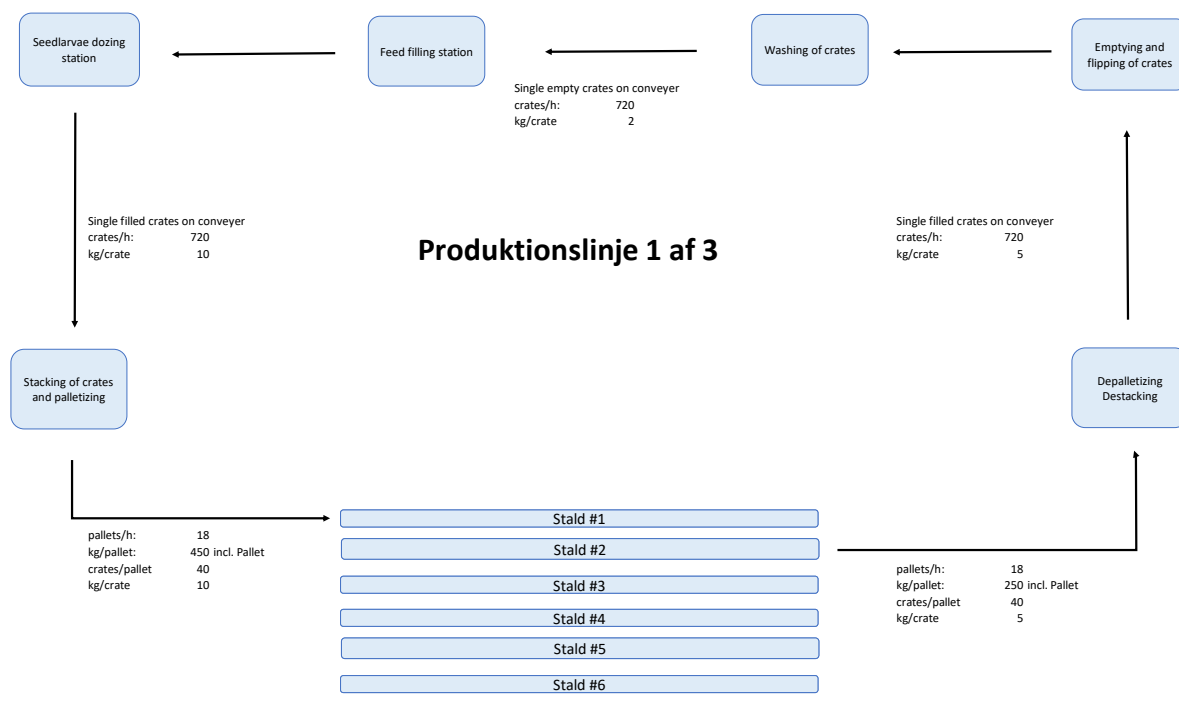 Seedlarvae dozing
station
Feed filling station
Washing of crates
Emptying and
flipping of crates
Single empty crates on conveyer
crates/h: 720
kg/crate 2
Single filled crates on conveyer
crates/h: 720
kg/crate 10
Produktionslinje 1 af 3
Single filled crates on conveyer
crates/h: 720
kg/crate 5
Stacking of crates
and palletizing
Depalletizing
Destacking
pallets/h: 18
kg/pallet: 450 incl. Pallet
crates/pallet 40
kg/crate 10
Stald #1
Stald #2
Stald #3
Stald #4
Stald #5
Stald #6
pallets/h: 18
kg/pallet: 250 incl. Pallet
crates/pallet 40
kg/crate 5